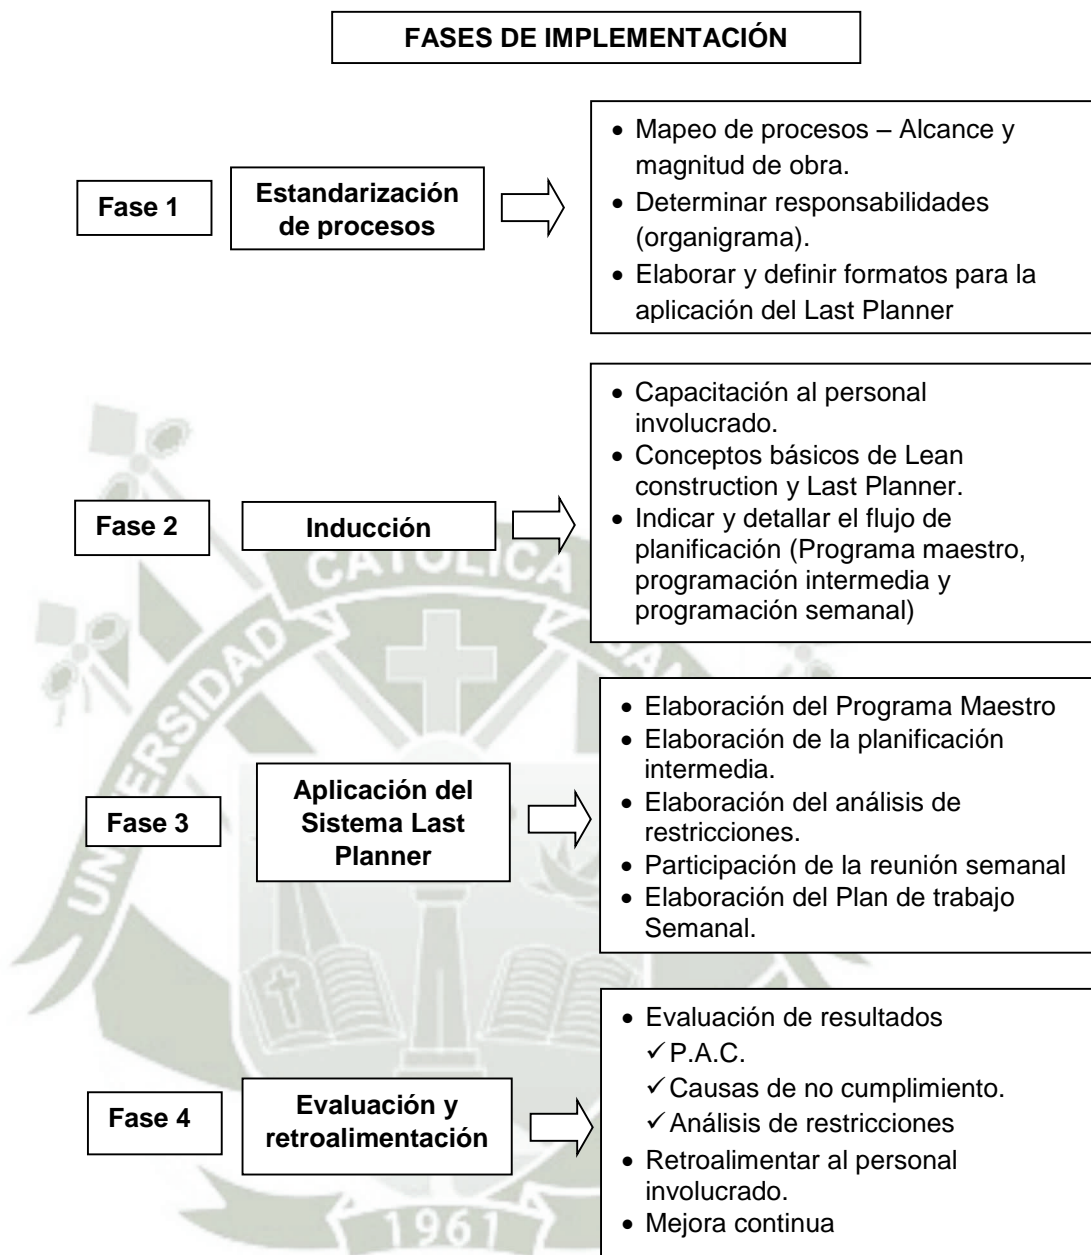 FASES DE IMPLEMENTACIÓN
Fase 1
Estandarización
de procesos
• Mapeo de procesos – Alcance y
magnitud de obra.
• Determinar responsabilidades
(organigrama).
• Elaborar y definir formatos para la
aplicación del Last Planner
Fase 2
Inducción
• Capacitación al personal
involucrado.
• Conceptos básicos de Lean
construction y Last Planner.
• Indicar y detallar el flujo de
planificación (Programa maestro,
programación intermedia y
programación semanal)
Fase 3
Aplicación del
Sistema Last
Planner
• Elaboración del Programa Maestro
• Elaboración de la planificación
intermedia.
• Elaboración del análisis de
restricciones.
• Participación de la reunión semanal
• Elaboración del Plan de trabajo
Semanal.
Fase 4
Evaluación y
retroalimentación
• Evaluación de resultados
✓ P.A.C.
✓ Causas de no cumplimiento.
✓ Análisis de restricciones
• Retroalimentar al personal
involucrado.
• Mejora continua
UNIVERSIDAD CATOLICA
1961